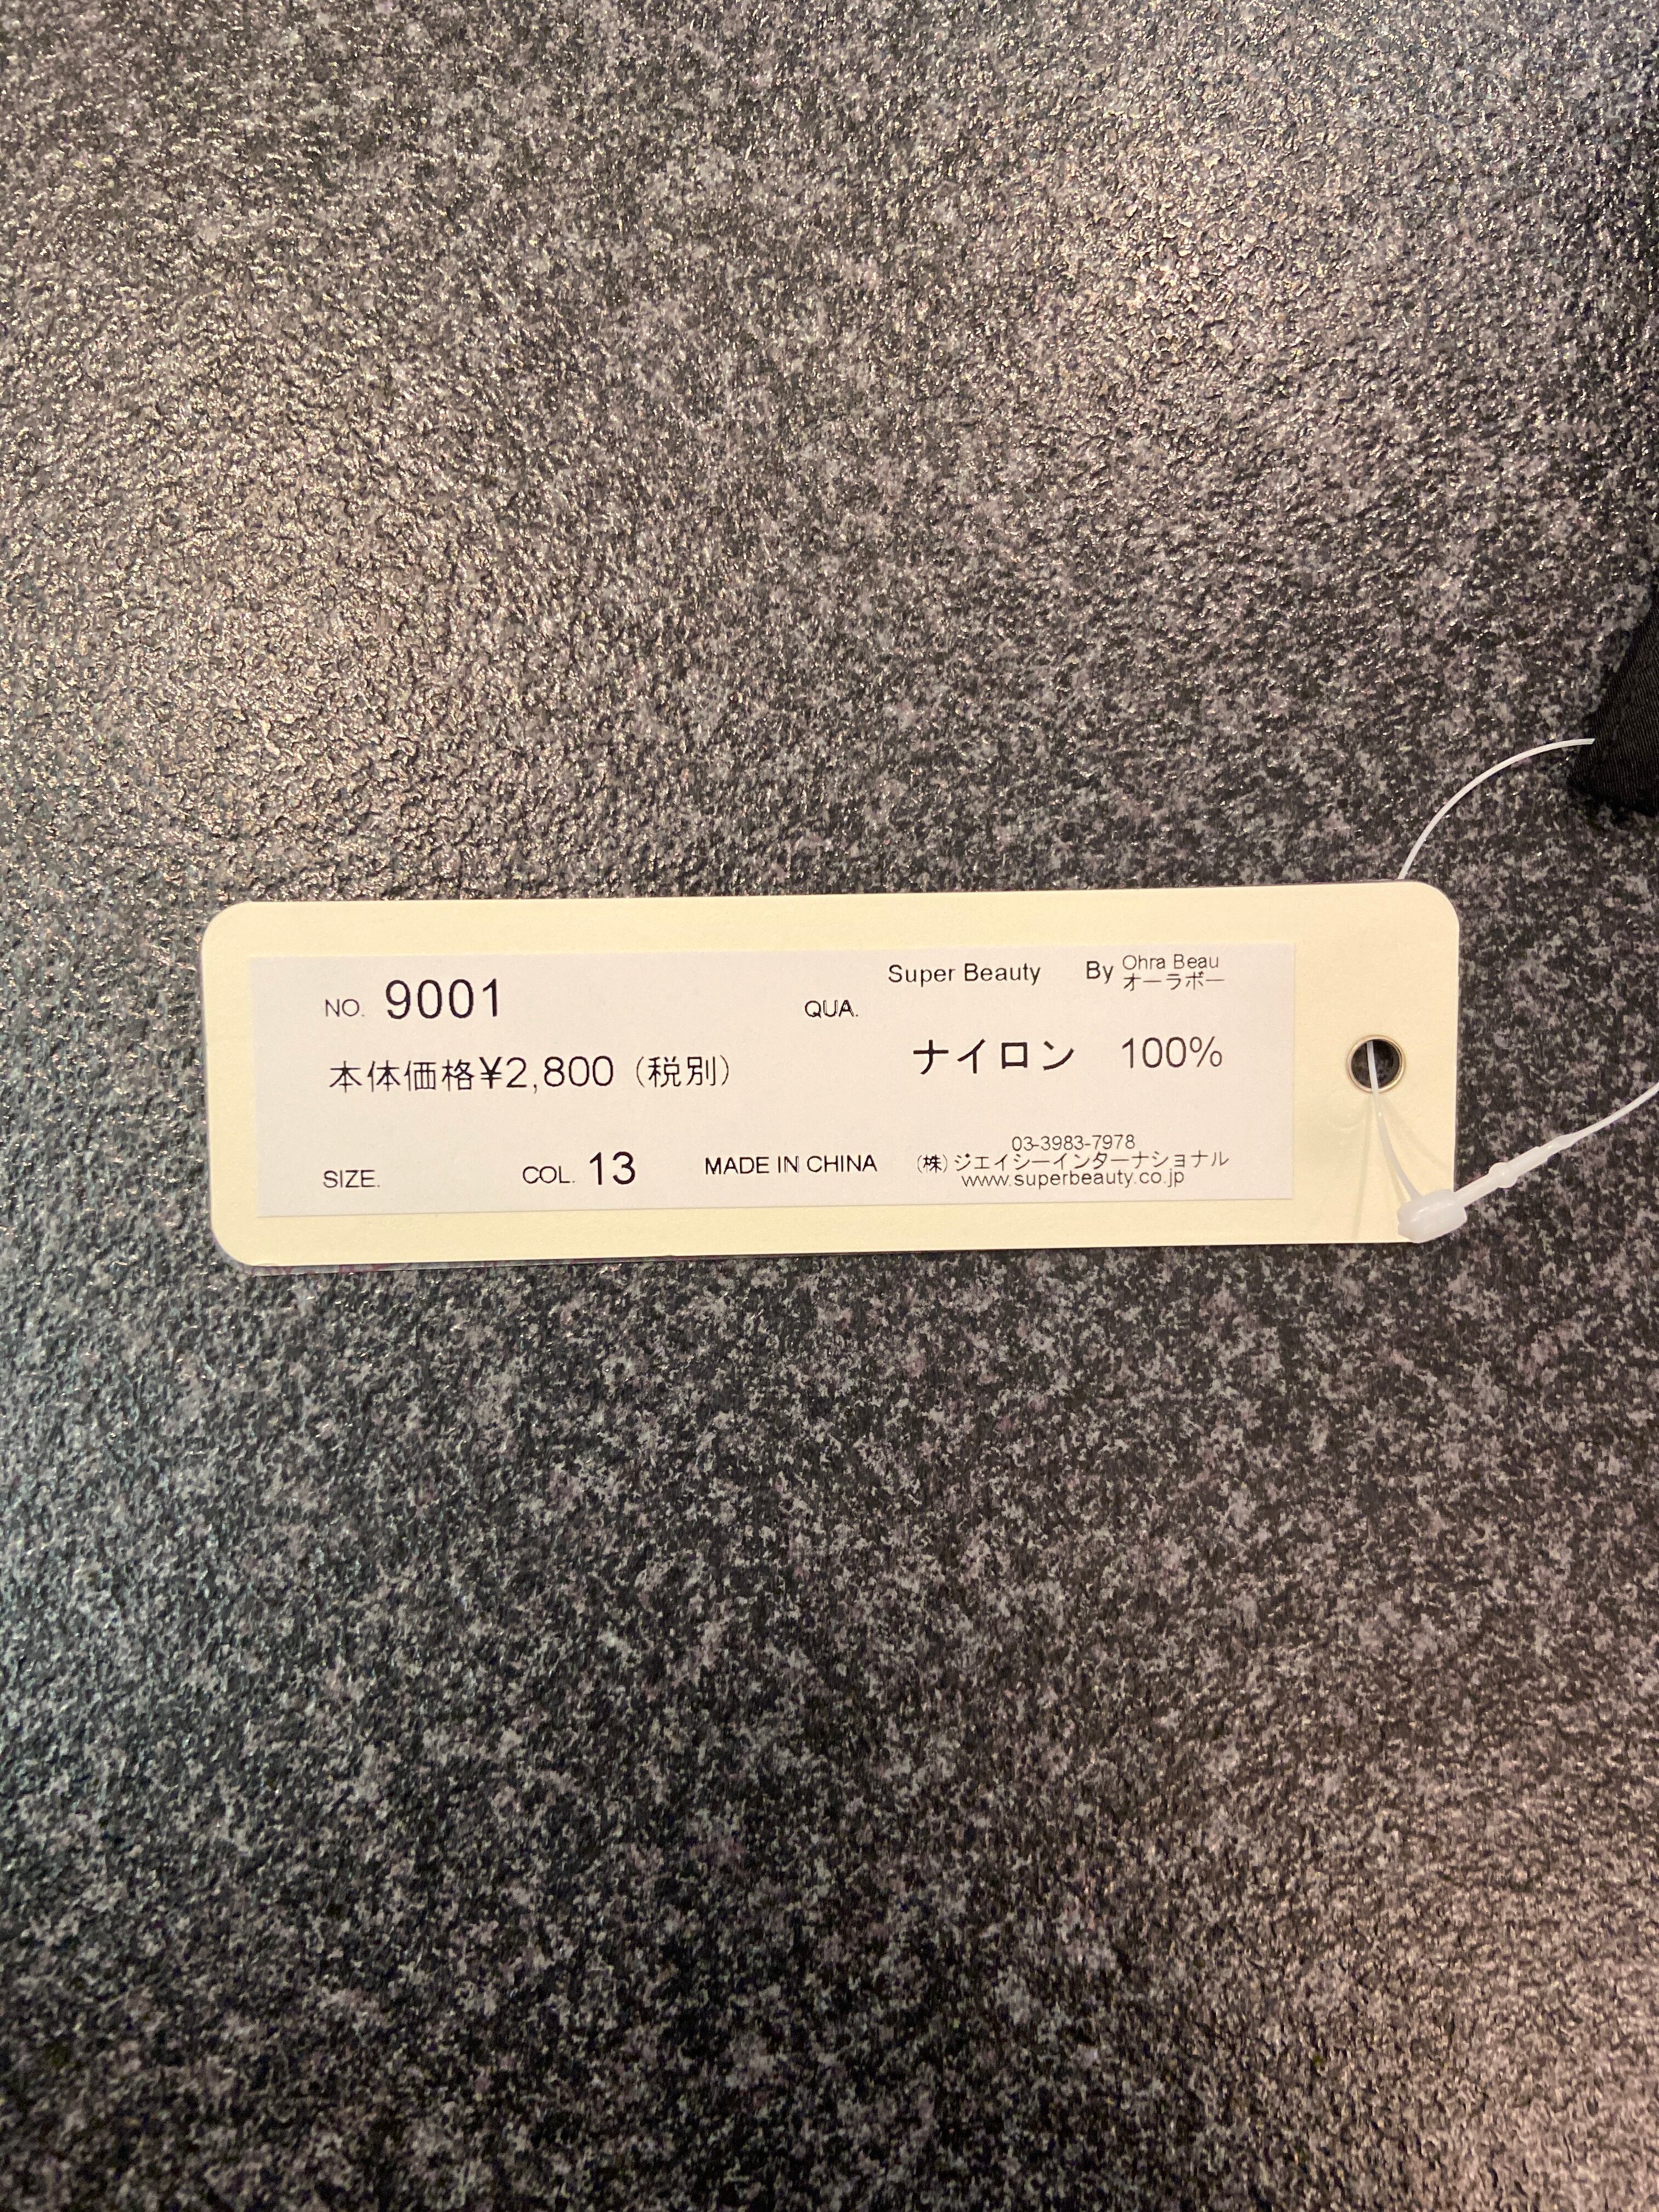 NO. 9001
本体価格¥2,800（税別）
SIZE.
COL. 13
MADE IN CHINA
Super Beauty By Ohra Beau
オーラボー
QUA.
ナイロン 100%
03-3983-7978
(株)ジエイシーインターナショナル
www.superbeauty.co.jp